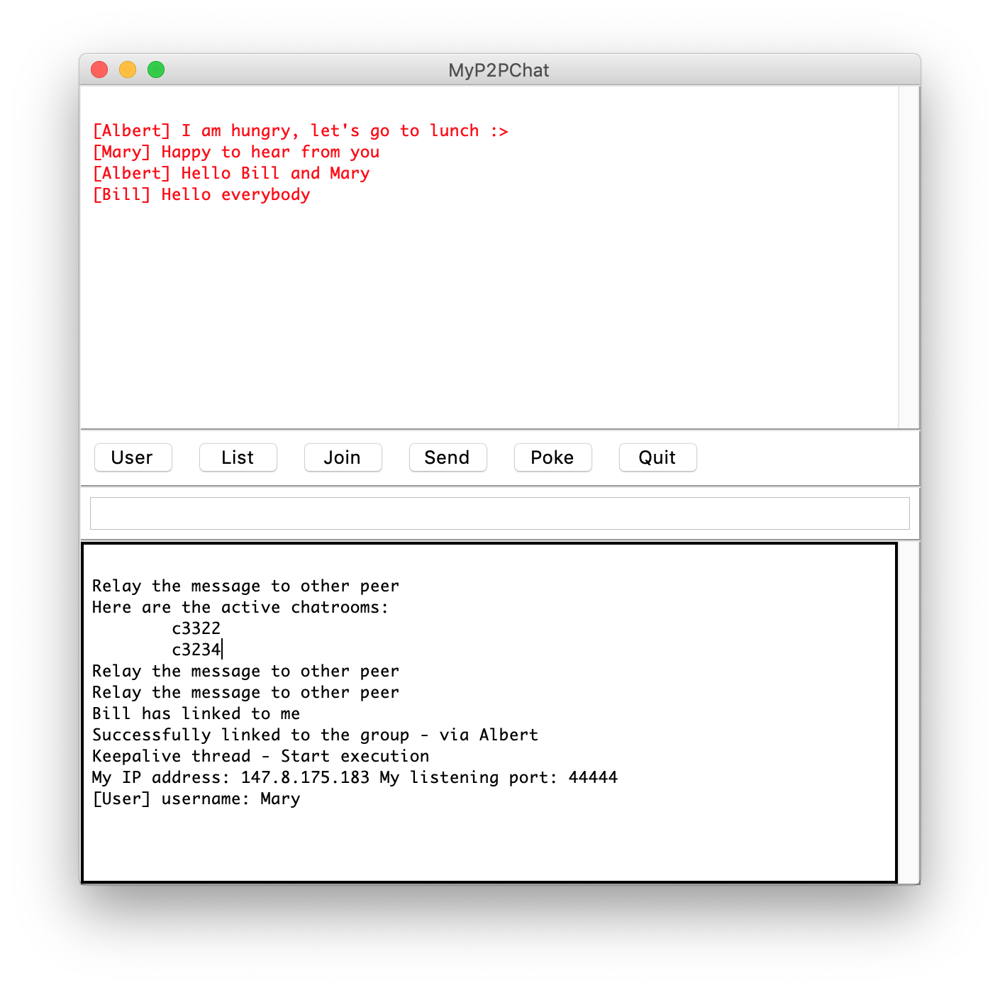 MyP2PChat
[Albert] I am hungry, let's go to lunch :>
[Mary] Happy to hear from you
[Albert] Hello Bill and Mary
[Bill] Hello everybody
User List Join Send Poke Quit
Relay the message to other peer
Here are the active chatrooms:
c3322
c3234
Relay the message to other peer
Relay the message to other peer
Bill has linked to me
Successfully linked to the group - via Albert
Keepalive thread - Start execution
My IP address: 147.8.175.183 My listening port: 44444
[User] username: Mary